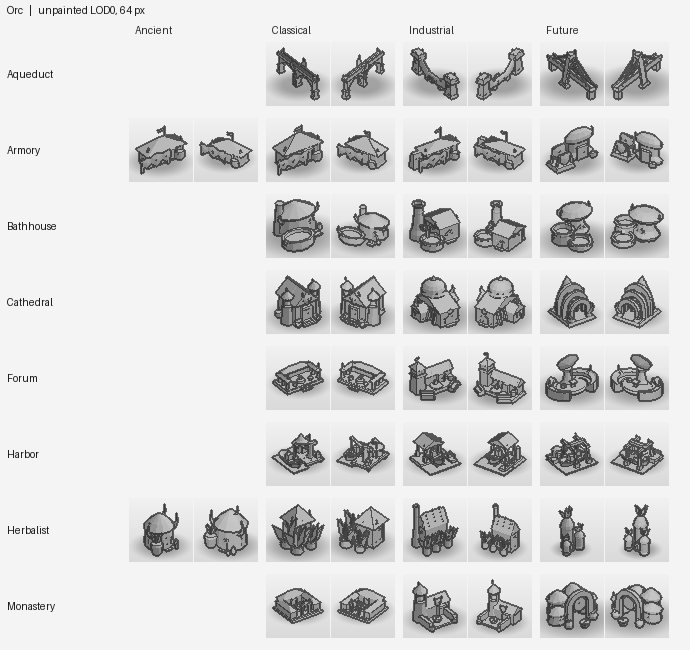 Orc | unpainted LOD0, 64 px
Ancient Classical Industrial Future
Aqueduct
Armory
Bathhouse
Cathedral
Forum
Harbor
Herbalist
Monastery